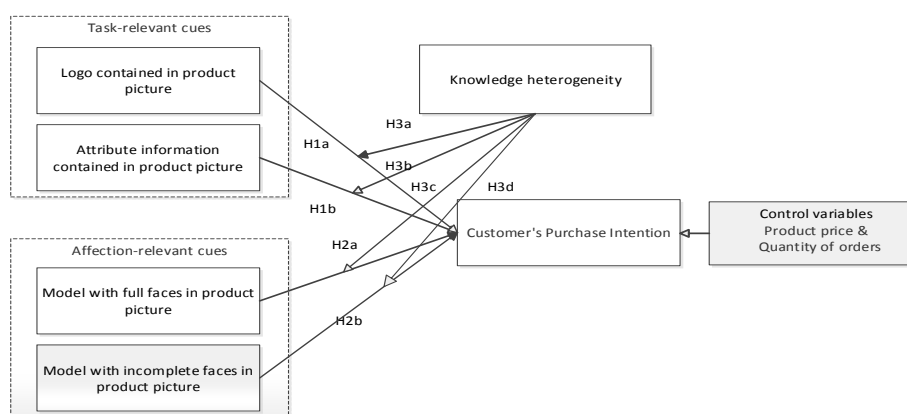 Task-relevant cues
Logo contained in product
picture
Attribute information
contained in product picture
Knowledge heterogeneity
H3a
H1a
H3b
H3c
H3d
H1b
Customer's Purchase Intention
Control variables
Product price &
Quantity of orders
Affection-relevant cues
H2a
Model with full faces in product
picture
H2b
Model with incomplete faces in
product picture